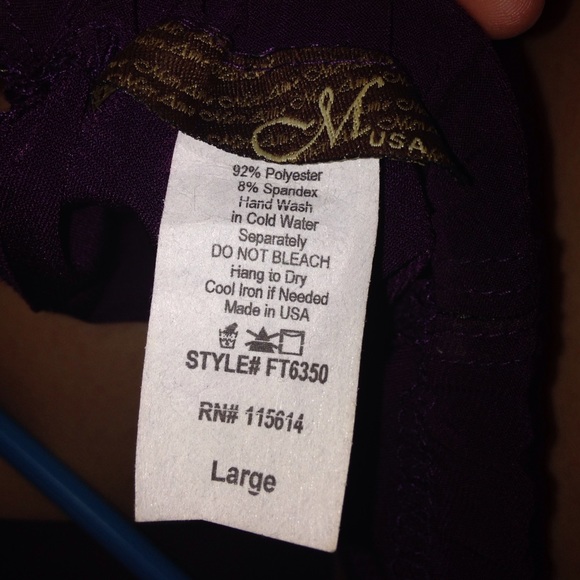 M
USA
92% Polyester
8% Spandex
Hand Wash
in Cold Water
Separately
DO NOT BLEACH
Hang to Dry
Cool Iron if Needed
Made in USA
STYLE# FT6350
RN# 115614
Large